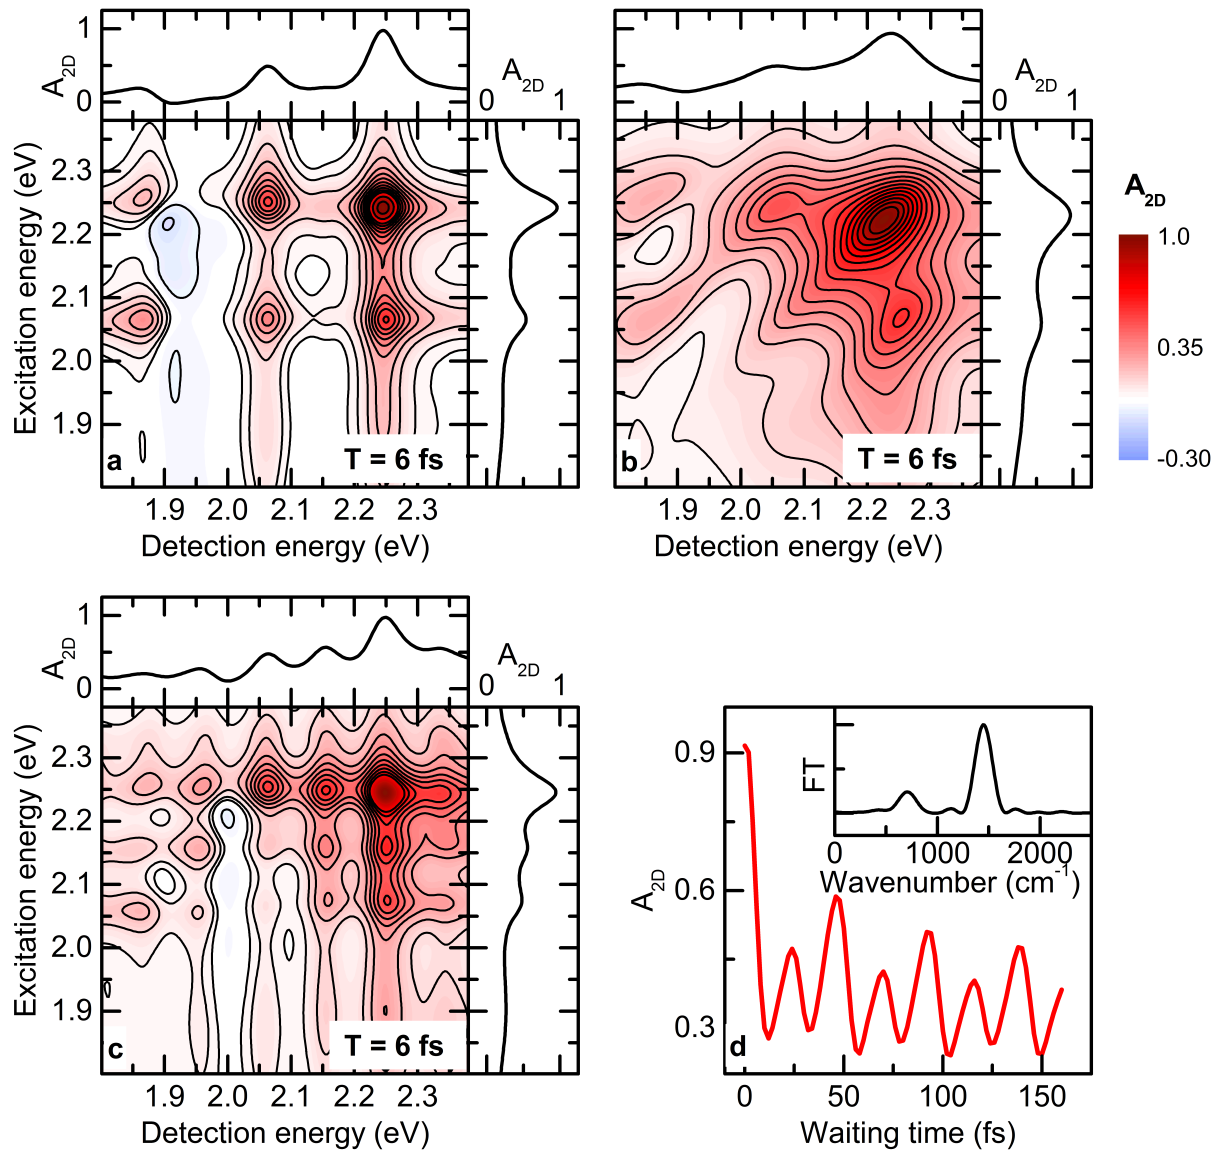 1
A2D
0
A2D
0 1
Excitation energy (eV)
2.3
2.2
2.1
2.0
1.9
a
T = 6 fs
1.9 2.0 2.1 2.2 2.3
Detection energy (eV)
A2D
0 1
b
T = 6 fs
1.9 2.0 2.1 2.2 2.3
Detection energy (eV)
A2D
1.0
0.35
-0.30
1
A2D
0
A2D
0 1
Excitation energy (eV)
2.3
2.2
2.1
2.0
1.9
c
T = 6 fs
1.9 2.0 2.1 2.2 2.3
Detection energy (eV)
A2D
0.9
0.6
0.3
FT
0 1000 2000
Wavenumber (cm-1)
d
0 50 100 150
Waiting time (fs)